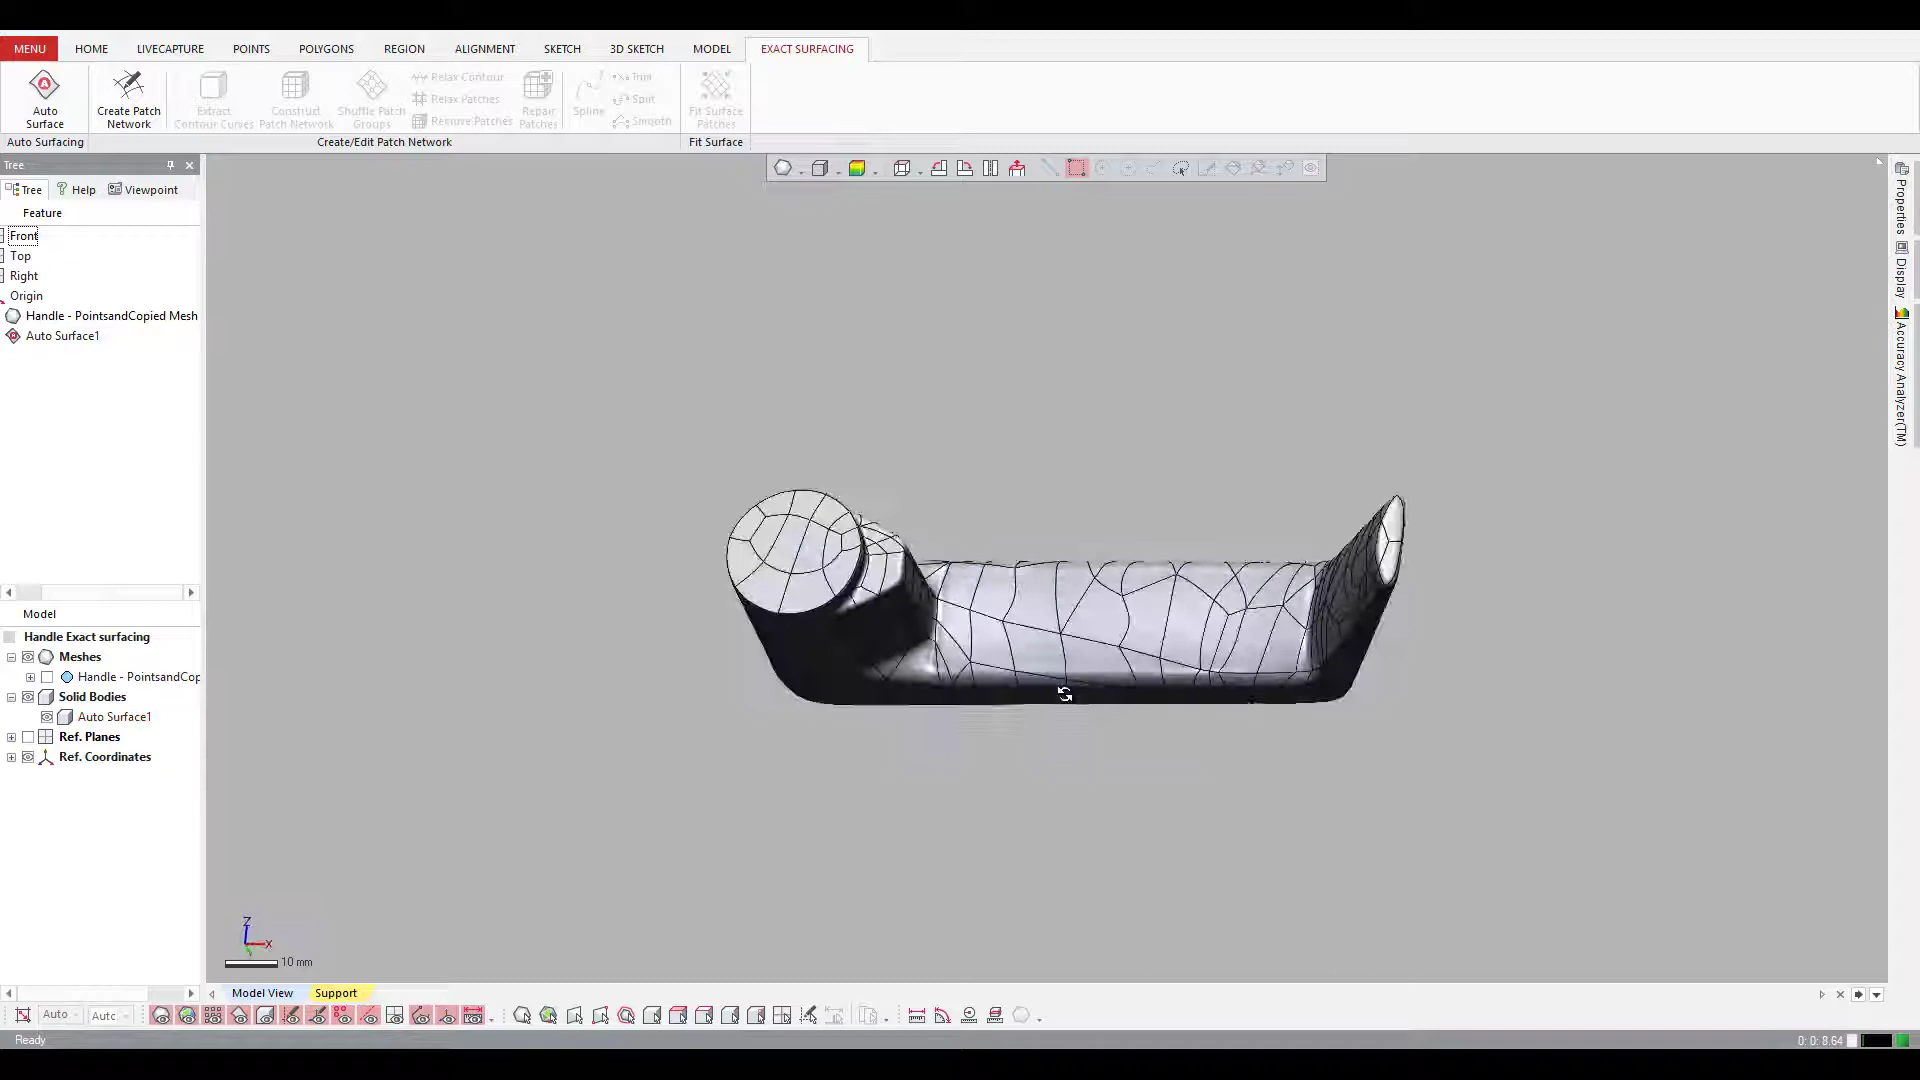 MENU HOME LIVECAPTURE POINTS POLYGONS REGION ALIGNMENT SKETCH 3D SKETCH MODEL EXACT SURFACING
Auto Surface
Create Patch Network
Extract Contour Curves
Construct Patch Network
Shuffle Patch Groups
Relax Contour
Relax Patches
Remove Patches
Repair Patches
Spline
Trim
Split
Smooth
Fit Surface Patches
Auto Surfacing
Create/Edit Patch Network
Fit Surface
Tree
Tree Help Viewpoint
Feature
Front
Top
Right
Origin
Handle - PointsandCopied Mesh
Auto Surface1
Model
Handle Exact surfacing
Meshes
Handle - PointsandCop
Solid Bodies
Auto Surface1
Ref. Planes
Ref. Coordinates
Z
X
10 mm
Properties
Display
Accuracy Analyzer(TM)
Model View Support
Auto Autc
Ready
0: 0: 8.64